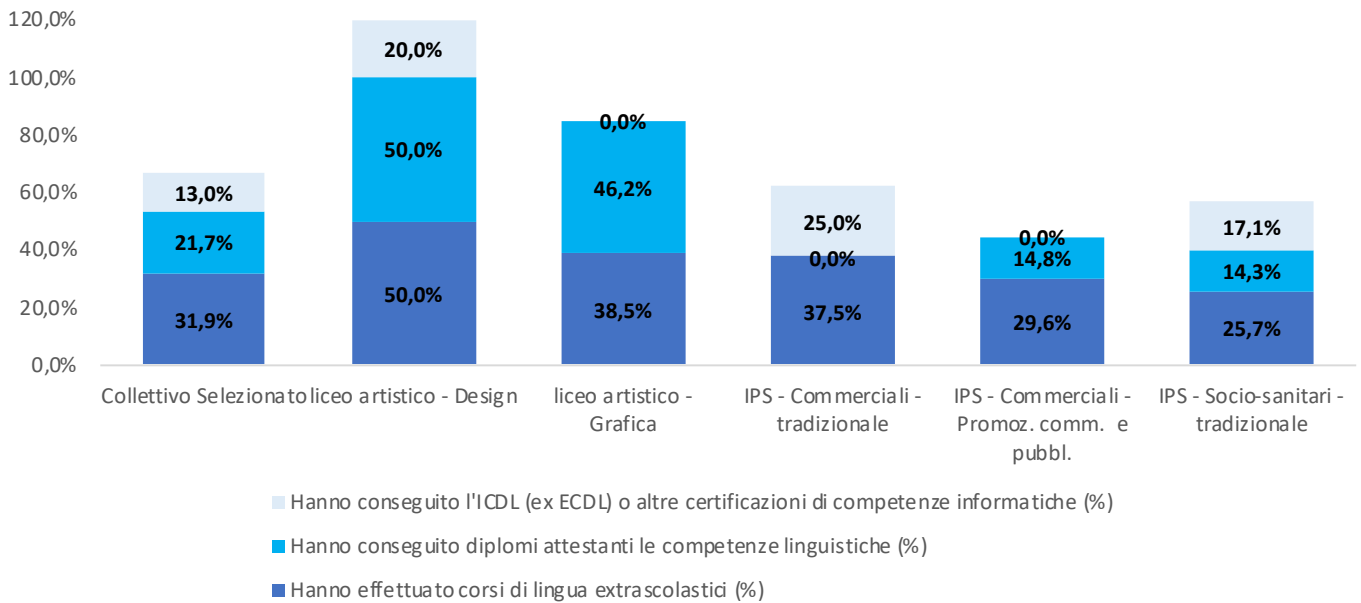 120,0%
100,0%
80,0%
60,0%
40,0%
20,0%
0,0%
13,0%
21,7%
31,9%
20,0%
50,0%
50,0%
0,0%
46,2%
38,5%
25,0%
0,0%
37,5%
0,0%
14,8%
29,6%
17,1%
14,3%
25,7%
Collettivo Selezionato
liceo artistico - Design
liceo artistico -
Grafica
IPS - Commerciali -
tradizionale
IPS - Commerciali -
Promoz. comm. e
pubbl.
IPS - Socio-sanitari -
tradizionale
Hanno conseguito l'ICDL (ex ECDL) o altre certificazioni di competenze informatiche (%)
Hanno conseguito diplomi attestanti le competenze linguistiche (%)
Hanno effettuato corsi di lingua extrascolastici (%)